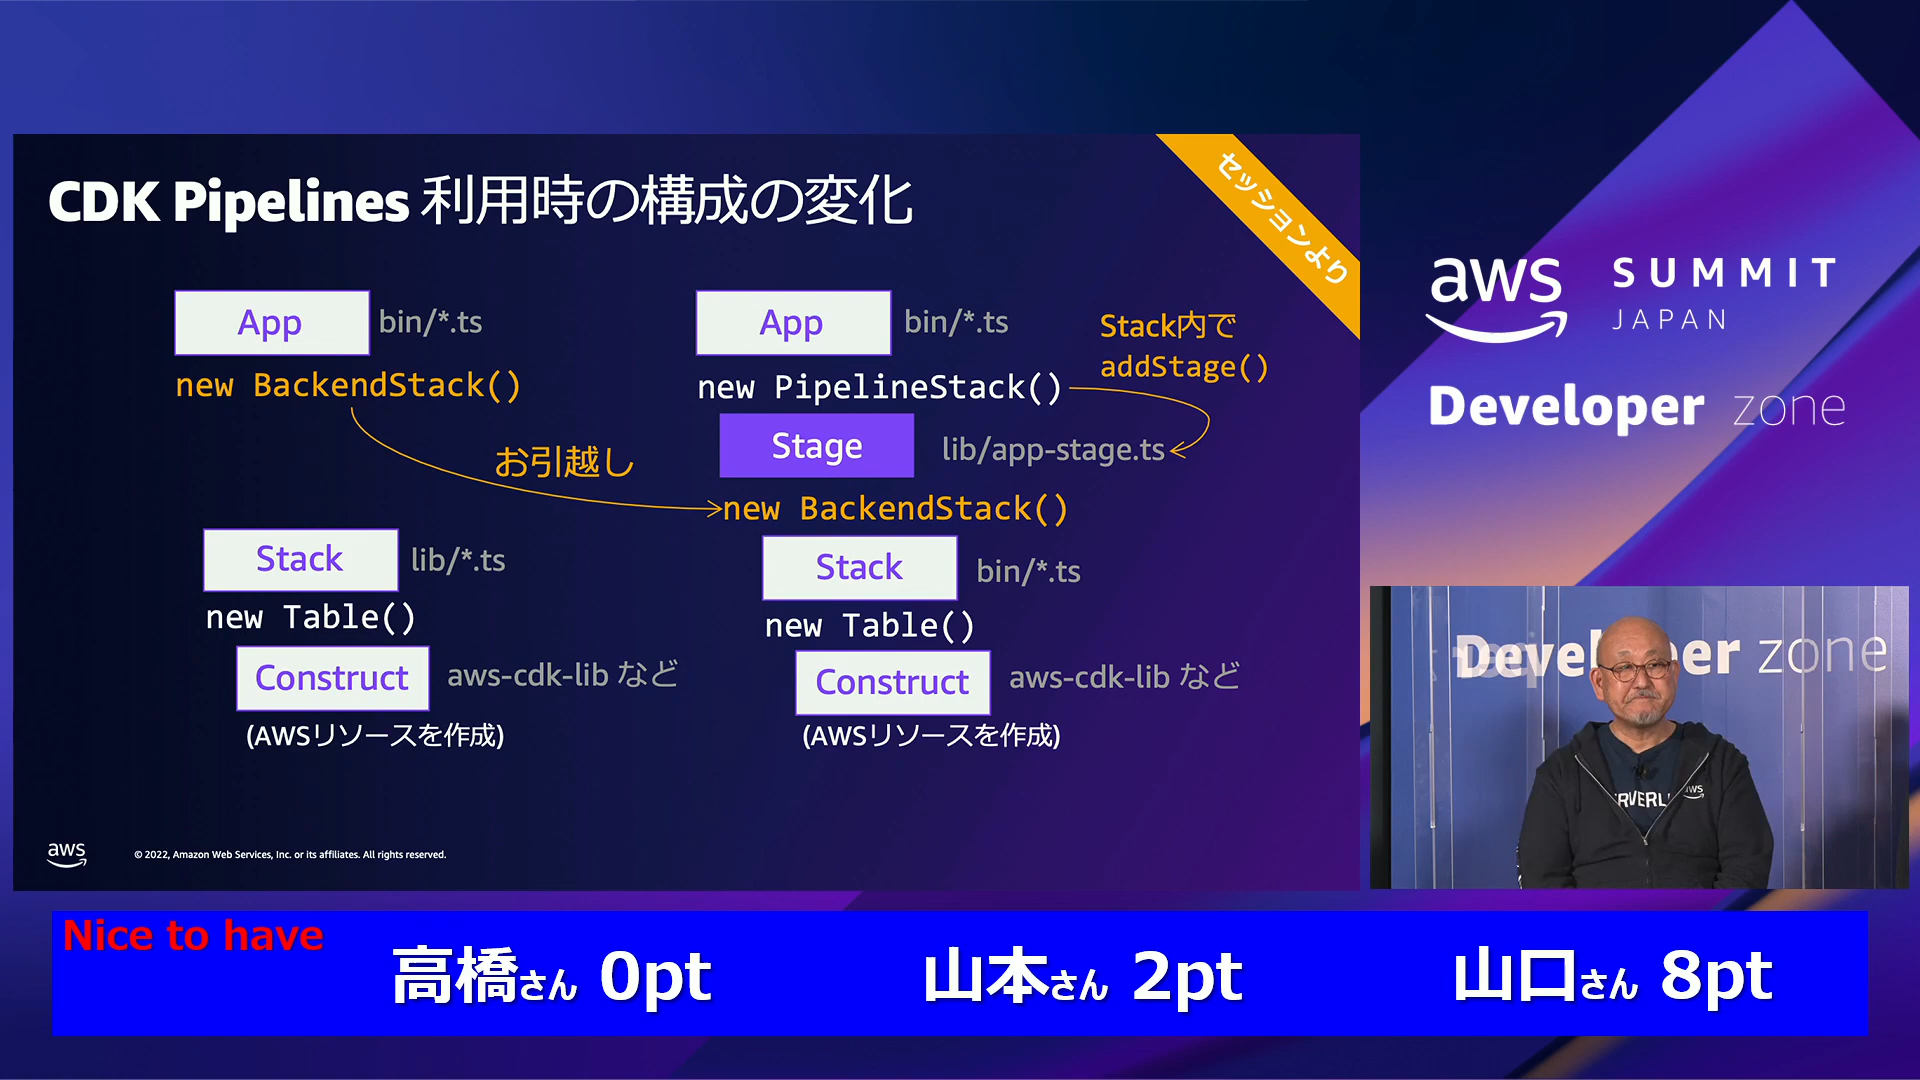 CDK Pipelines 利用時の構成の変化
セッションより
App bin/*.ts
new BackendStack()
お引越し
Stack lib/*.ts
new Table()
Construct aws-cdk-lib など
(AWSリソースを作成)
App bin/*.ts
new PipelineStack()
Stack内で
addStage()
Stage lib/app-stage.ts
new BackendStack()
Stack bin/*.ts
new Table()
Construct aws-cdk-lib など
(AWSリソースを作成)
aws
© 2022, Amazon Web Services, Inc. or its affiliates. All rights reserved.
aws SUMMIT
JAPAN
Developer zone
zone
aws
Nice to have
高橋さん 0pt
山本さん 2pt
山口さん 8pt